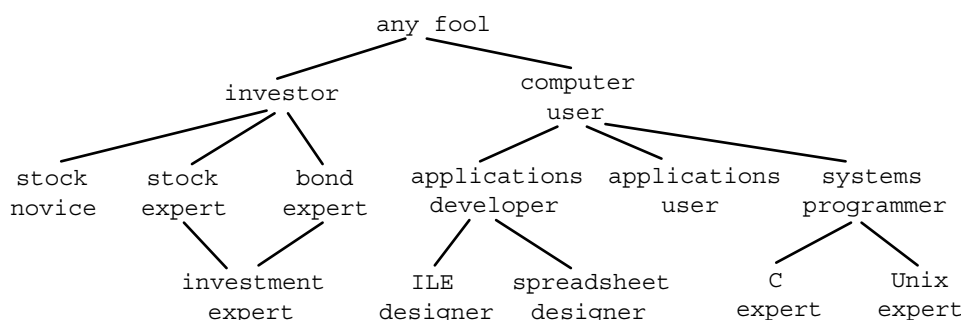 any fool
investor
computer
user
stock
novice
stock
expert
bond
expert
applications
developer
applications
user
systems
programmer
investment
expert
ILE
designer
spreadsheet
designer
C
expert
Unix
expert